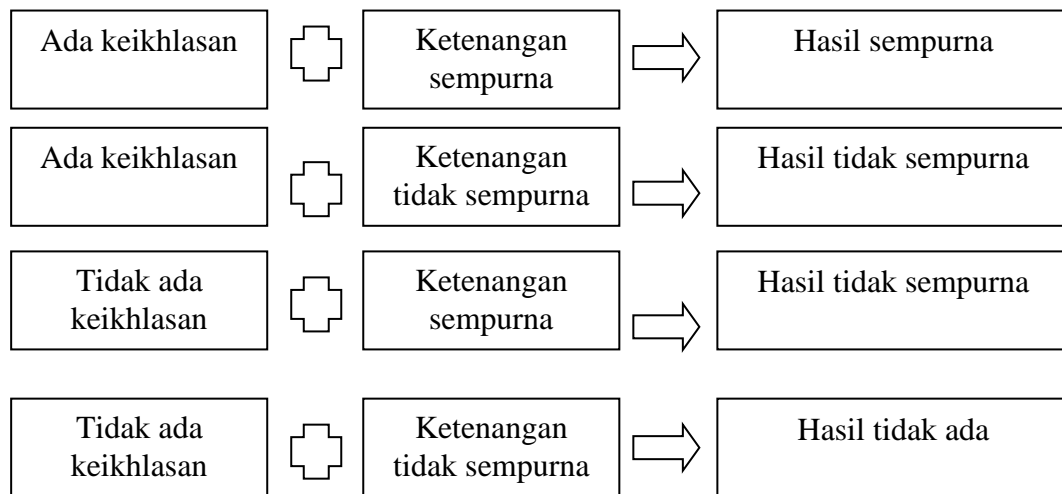 Ada keikhlasan
Ketenangan
sempurna
Hasil sempurna
Ada keikhlasan
Ketenangan
tidak sempurna
Hasil tidak sempurna
Tidak ada
keikhlasan
Ketenangan
sempurna
Hasil tidak sempurna
Tidak ada
keikhlasan
Ketenangan
tidak sempurna
Hasil tidak ada